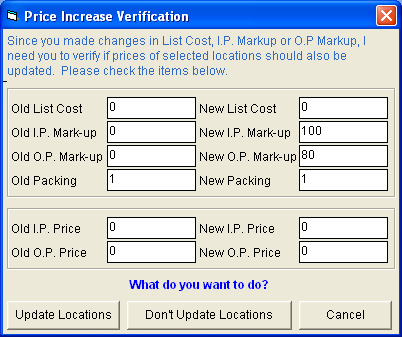 Price Increase Verification
Since you made changes in List Cost, I.P. Markup or O.P Markup, I
need you to verify if prices of selected locations should also be
updated. Please check the items below.
Old List Cost 0 New List Cost 0
Old I.P. Mark-up 0 New I.P. Mark-up 100
Old O.P. Mark-up 0 New O.P. Mark-up 80
Old Packing 1 New Packing 1
Old I.P. Price 0 New I.P. Price 0
Old O.P. Price 0 New O.P. Price 0
What do you want to do?
Update Locations Don't Update Locations Cancel